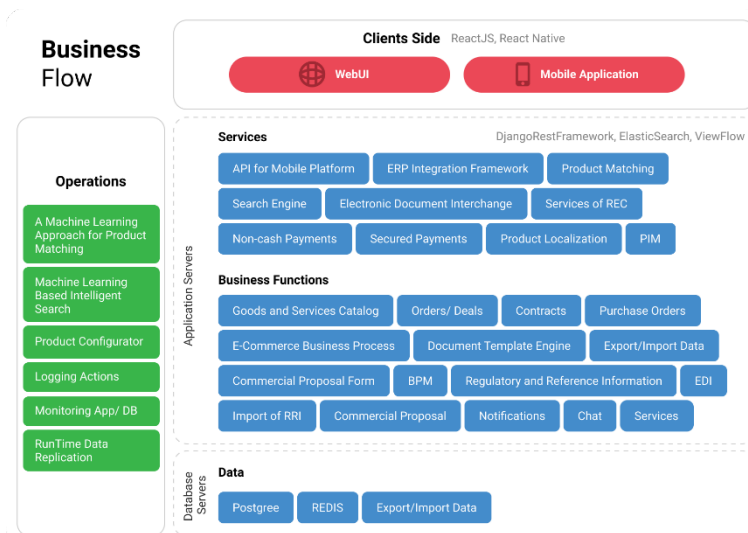 Business
Flow
Clients Side ReactJS, React Native
WebUI
Mobile Application
Operations
A Machine Learning
Approach for Product
Matching
Machine Learning
Based Intelligent
Search
Product Configurator
Logging Actions
Monitoring App/ DB
RunTime Data
Replication
Application Servers
Services
DjangoRestFramework, ElasticSearch, ViewFlow
API for Mobile Platform
ERP Integration Framework
Product Matching
Search Engine
Electronic Document Interchange
Services of REC
Non-cash Payments
Secured Payments
Product Localization
PIM
Business Functions
Goods and Services Catalog
Orders/ Deals
Contracts
Purchase Orders
E-Commerce Business Process
Document Template Engine
Export/Import Data
Commercial Proposal Form
BPM
Regulatory and Reference Information
EDI
Import of RRI
Commercial Proposal
Notifications
Chat
Services
Database
Servers
Data
Postgree
REDIS
Export/Import Data